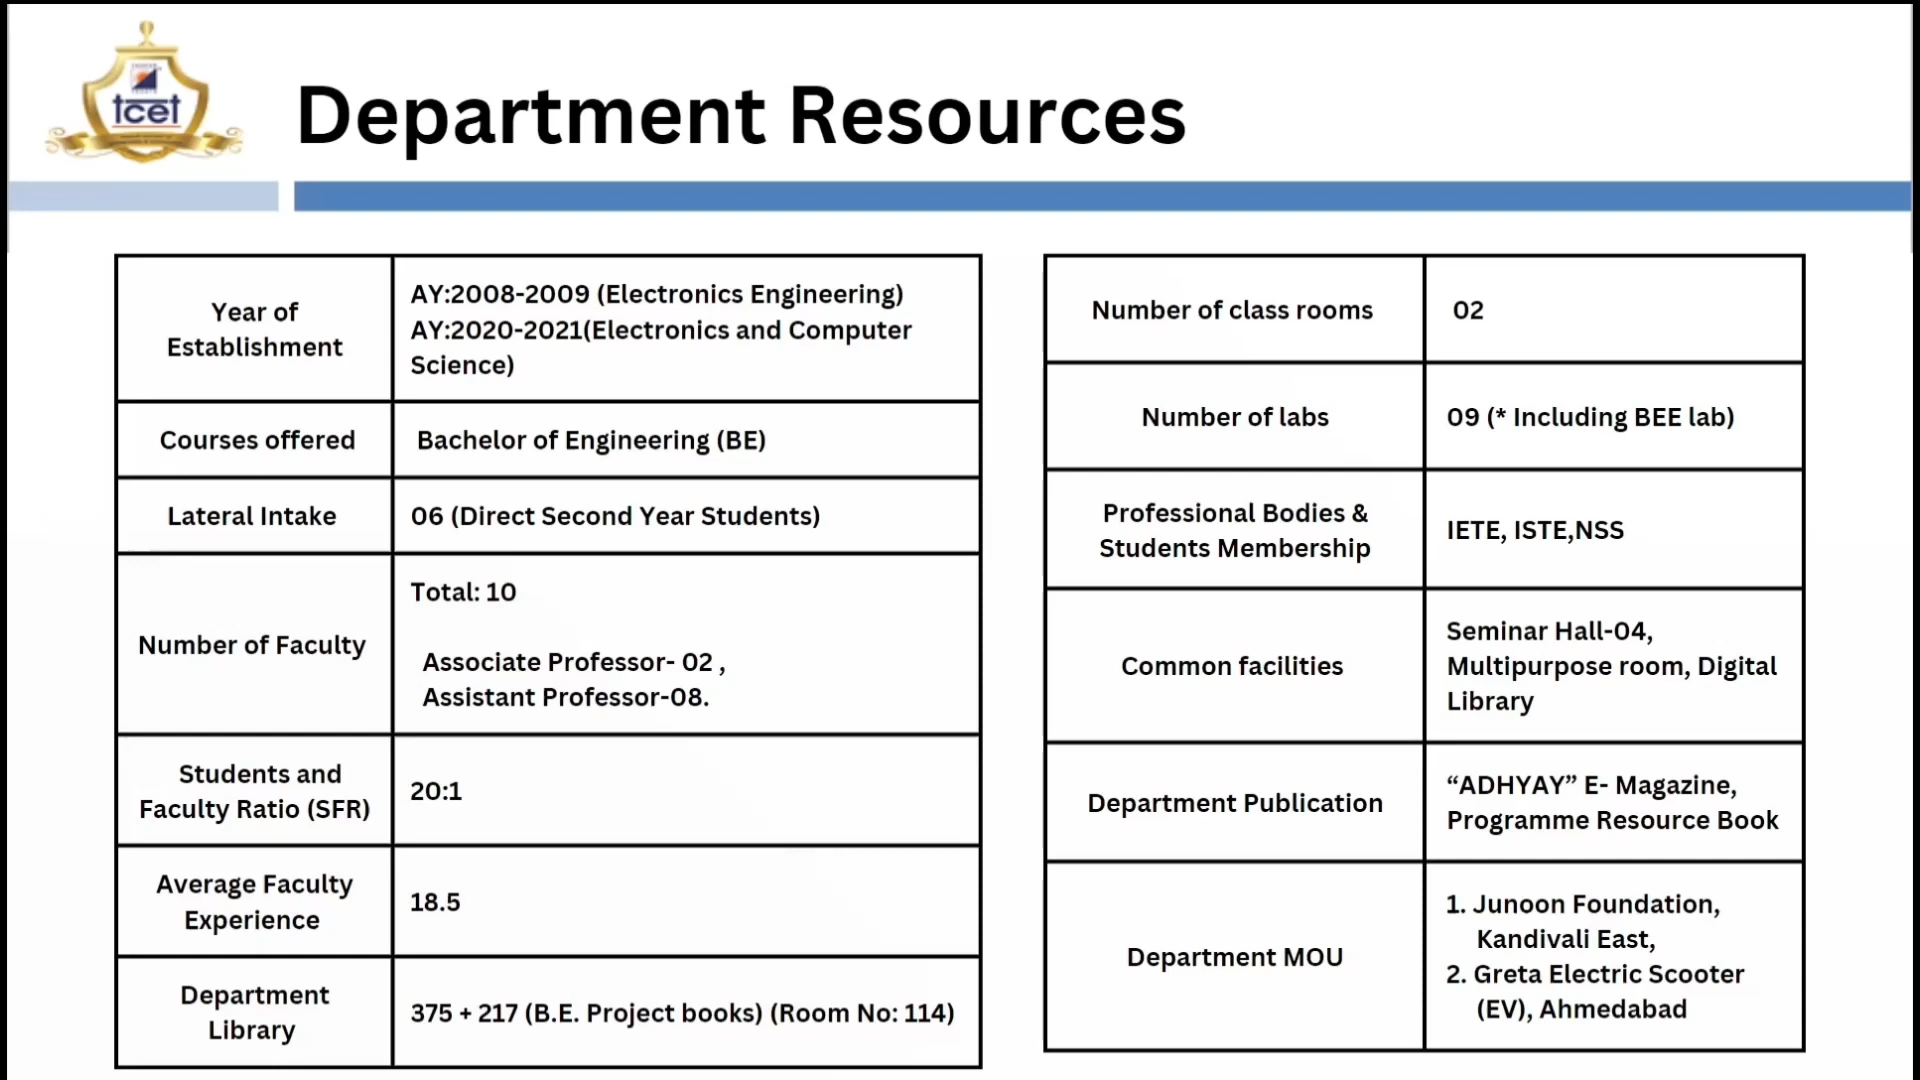 tcet
Department Resources
Year of
Establishment
AY:2008-2009 (Electronics Engineering)
AY:2020-2021(Electronics and Computer
Science)
Courses offered
Bachelor of Engineering (BE)
Lateral Intake
06 (Direct Second Year Students)
Number of Faculty
Total: 10
Associate Professor- 02 ,
Assistant Professor-08.
Students and
Faculty Ratio (SFR)
20:1
Average Faculty
Experience
18.5
Department
Library
375 + 217 (B.E. Project books) (Room No: 114)
Number of class rooms
02
Number of labs
09 (* Including BEE lab)
Professional Bodies &
Students Membership
IETE, ISTE,NSS
Common facilities
Seminar Hall-04,
Multipurpose room, Digital
Library
Department Publication
“ADHYAY” E- Magazine,
Programme Resource Book
Department MOU
1. Junoon Foundation,
Kandivali East,
2. Greta Electric Scooter
(EV), Ahmedabad